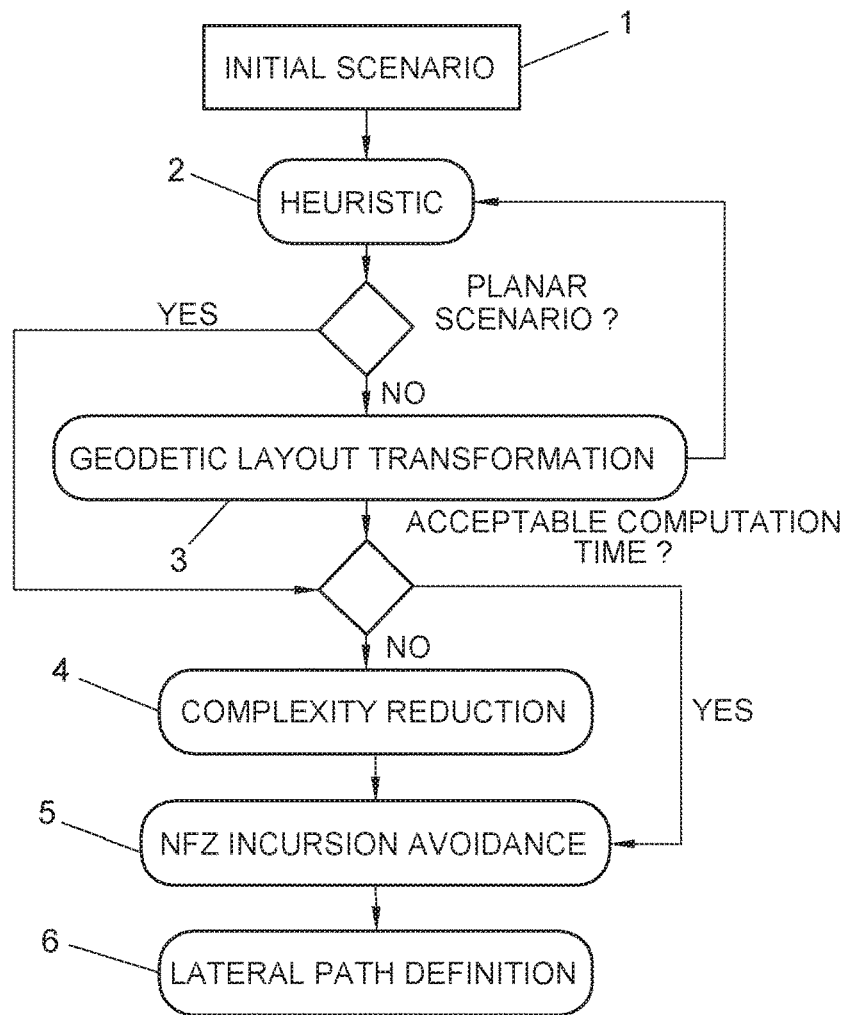 1
INITIAL SCENARIO
2
HEURISTIC
PLANAR
SCENARIO ?
YES
NO
GEODETIC LAYOUT TRANSFORMATION
3
ACCEPTABLE COMPUTATION
TIME ?
NO
4
COMPLEXITY REDUCTION
YES
5
NFZ INCURSION AVOIDANCE
6
LATERAL PATH DEFINITION